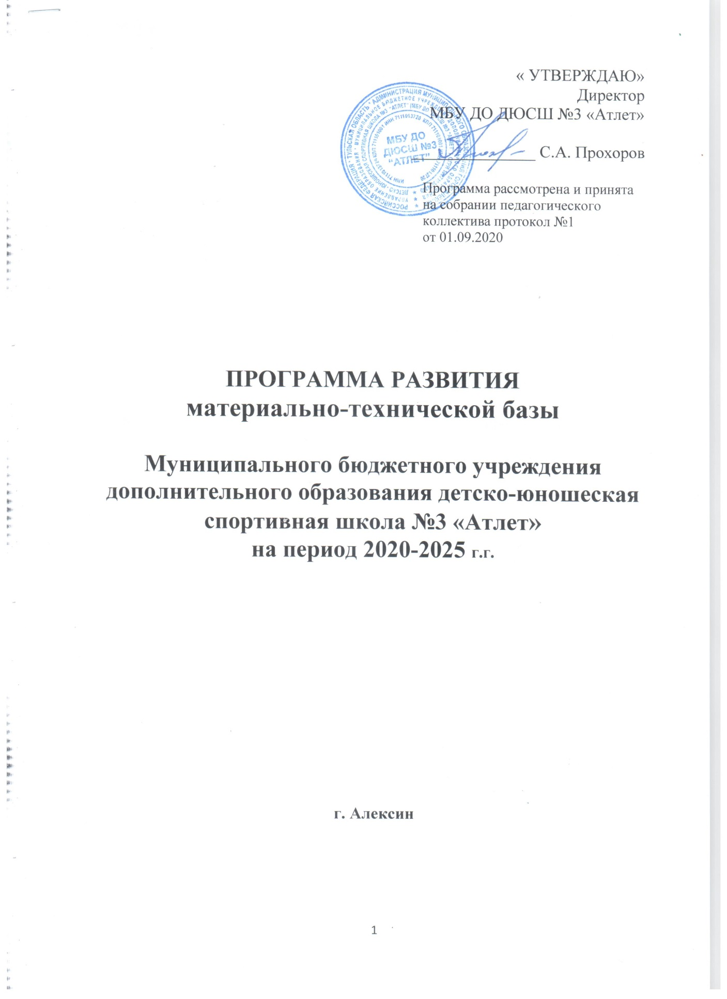 « УТВЕРЖДАЮ»
Директор
МБУ ДО ДЮСШ №3 «Атлет»
С.А. Прохоров
МБУ ДО
ДЮСШ №3
“АТЛЕТ”
Программа рассмотрена и принята
на собрании педагогического
коллектива протокол №1
от 01.09.2020
ПРОГРАММА РАЗВИТИЯ
материально-технической базы
Муниципального бюджетного учреждения
дополнительного образования детско-юношеская
спортивная школа №3 «Атлет»
на период 2020-2025 г.г.
г. Алексин
1